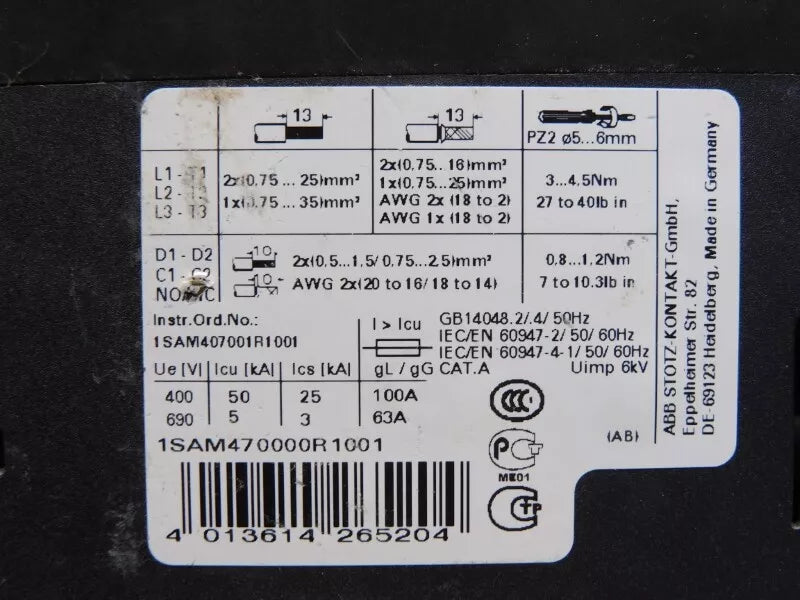 13
13
PZ2 ø5...6mm
L1 - T1
L2 -
L3 - T3
2x(0,75 ... 25)mm²
1x(0,75 ... 35)mm²
2x(0,75... 16)mm²
1x(0,75...25)mm²
AWG 2x (18 to 2)
AWG 1x (18 to 2)
3...4.5Nm
27 to 40lb in
D1 - D2
C1 - C2
10
10
2x(0,5...1.5/0,75 ...2,5)mm²
AWG 2x(20 to 16/18 to 14)
0.8...1.2Nm
7 to 10.3lb in
Instr.Ord.No.:
1SAM407001R1001
I > Icu
GB14048.2/.4/ 50Hz
IEC/EN 60947-2/ 50/ 60Hz
IEC/EN 60947-4-1/ 50/ 60Hz
CAT.A Uimp 6kV
Ue [V] Icu [kA] Ics [kA] gL / gG
400 50 25 100A
690 5 3 63A
1SAM470000R1001
CCC
PCT
ME01
CTP
(AB)
4 013614 265204
ABB STOTZ-KONTAKT-GmbH,
Eppelheimer Str. 82
DE-69123 Heidelberg, Made in Germany